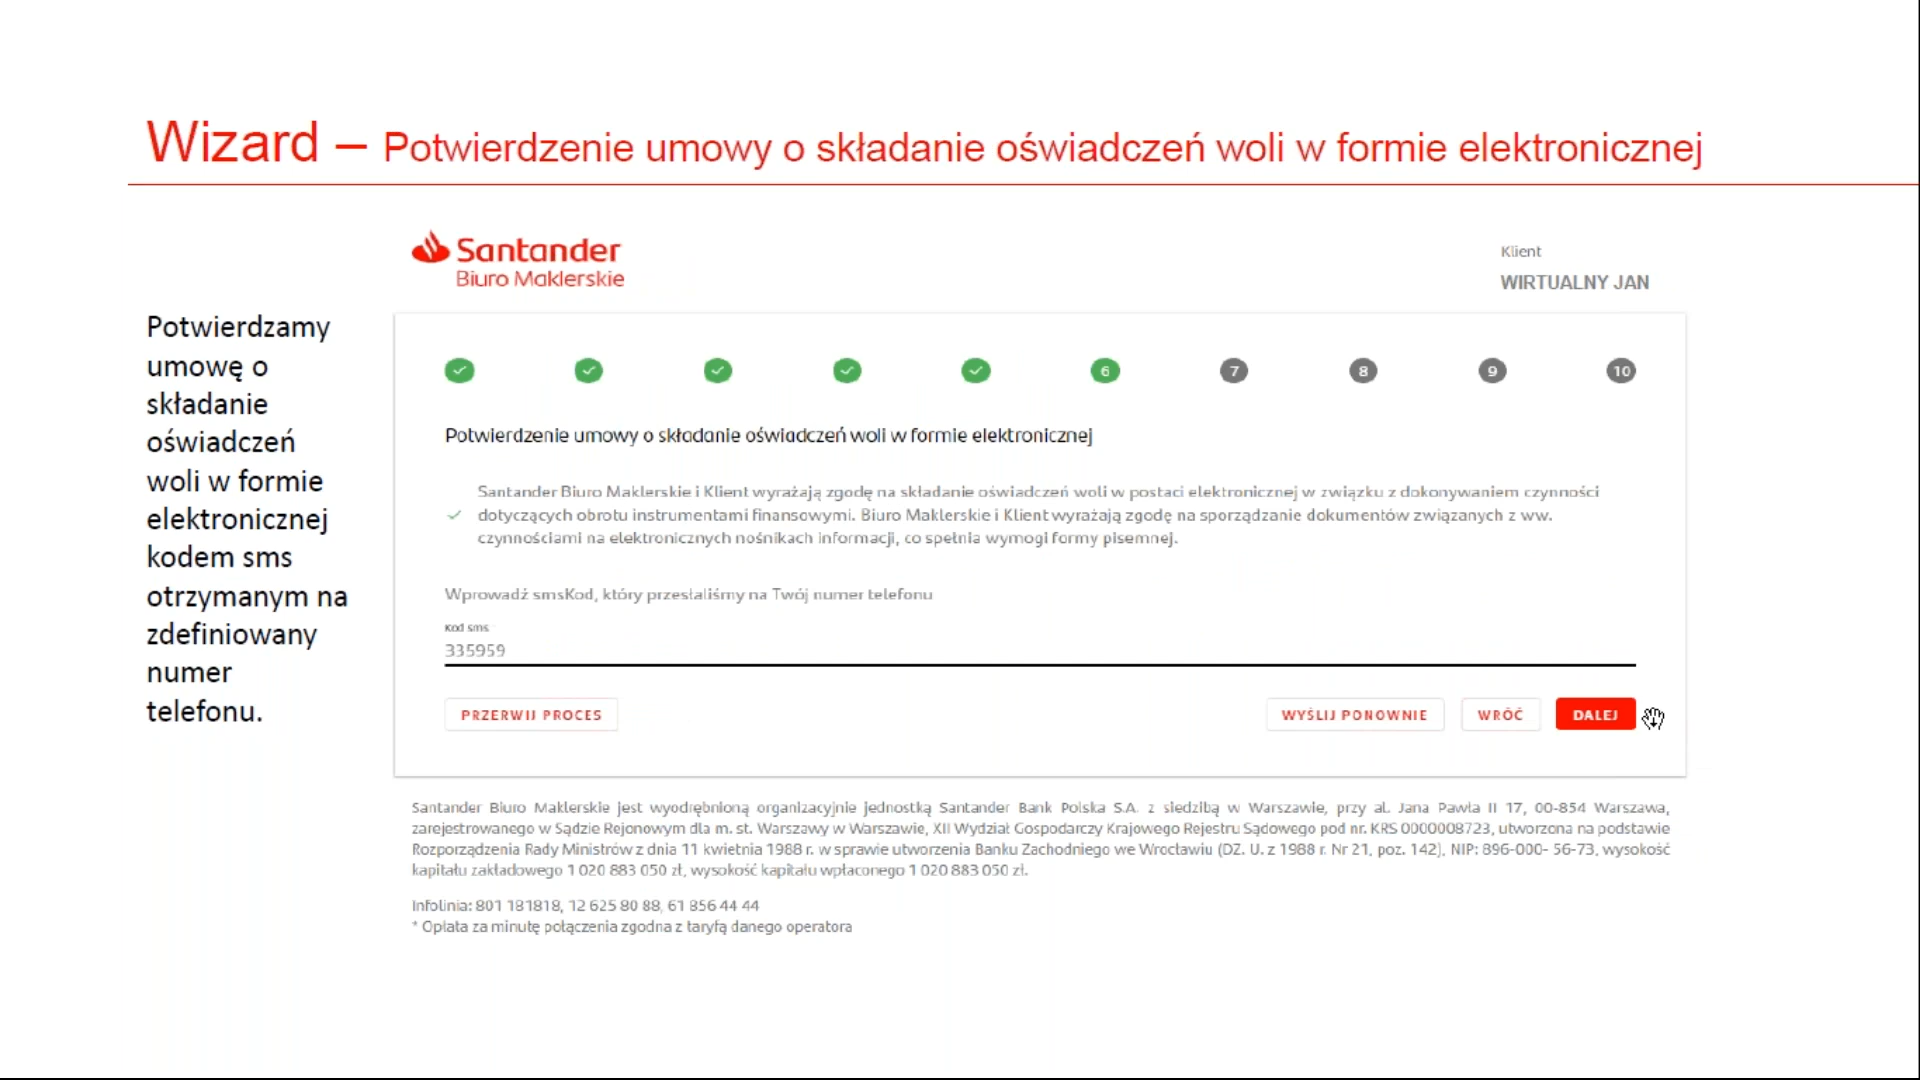 Wizard – Potwierdzenie umowy o składanie oświadczeń woli w formie elektronicznej
Santander
Biuro Maklerskie
Klient
WIRTUALNY JAN
Potwierdzamy
umowę o
składanie
oświadczeń
woli w formie
elektronicznej
kodem sms
otrzymanym na
zdefiniowany
numer
telefonu.
6 7 8 9 10
Potwierdzenie umowy o składanie oświadczeń woli w formie elektronicznej
Santander Biuro Maklerskie i Klient wyrażają zgodę na składanie oświadczeń woli w postaci elektronicznej w związku z dokonywaniem czynności
dotyczących obrotu instrumentami finansowymi. Biuro Maklerskie i Klient wyrażają zgodę na sporządzanie dokumentów związanych z ww.
czynnościami na elektronicznych nośnikach informacji, co spełnia wymogi formy pisemnej.
Wprowadź smsKod, który przesłaliśmy na Twój numer telefonu
Kod sms
335959
PRZERWIJ PROCES
WYŚLIJ PONOWNIE
WRÓĆ
DALEJ
Santander Biuro Maklerskie jest wyodrębnioną organizacyjnie jednostką Santander Bank Polska S.A. z siedzibą w Warszawie, przy al. Jana Pawła II 17, 00-854 Warszawa,
zarejestrowanego w Sądzie Rejonowym dla m. st. Warszawy w Warszawie, XII Wydział Gospodarczy Krajowego Rejestru Sądowego pod nr. KRS 0000008723, utworzona na podstawie
Rozporządzenia Rady Ministrów z dnia 11 kwietnia 1988 r. w sprawie utworzenia Banku Zachodniego we Wrocławiu (DZ. U. z 1988 r. Nr 21, poz. 142), NIP: 896-000- 56-73, wysokość
kapitału zakładowego 1 020 883 050 zł, wysokość kapitału wpłaconego 1 020 883 050 zł.
Infolinia: 801 181818, 12 625 80 88, 61 856 44 44
* Opłata za minutę połączenia zgodna z taryfą danego operatora